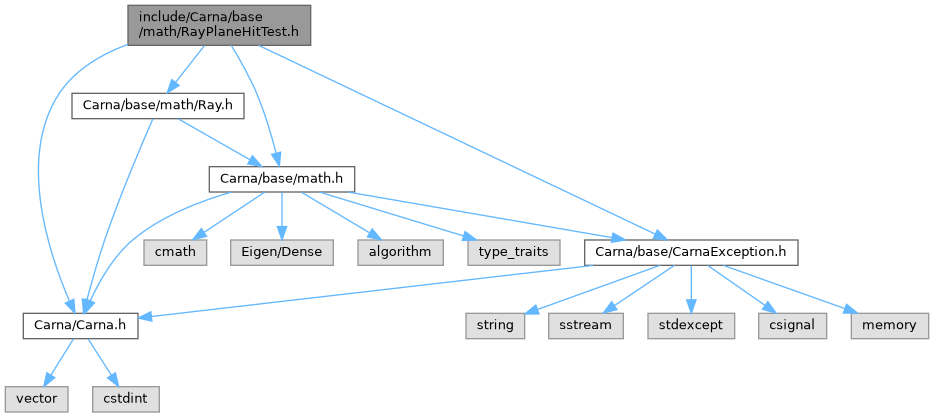 include/Carna/base
/math/RayPlaneHitTest.h
Carna/base/math/Ray.h
Carna/base/math.h
cmath
Eigen/Dense
algorithm
type_traits
Carna/base/CarnaException.h
Carna/Carna.h
string
sstream
stdexcept
csignal
memory
vector
cstdint